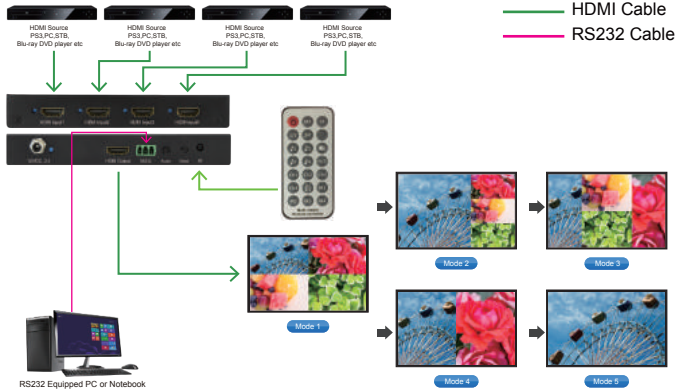 HDMI Source
PS3,PC,STB,
Blu-ray DVD player etc
HDMI Source
PS3,PC,STB,
Blu-ray DVD player etc
HDMI Source
PS3,PC,STB,
Blu-ray DVD player etc
HDMI Source
PS3,PC,STB,
Blu-ray DVD player etc
HDMI Cable
RS232 Cable
HDMI Output
Mode 1
Mode 2
Mode 3
Mode 4
Mode 5
RS232 Equipped PC or Notebook